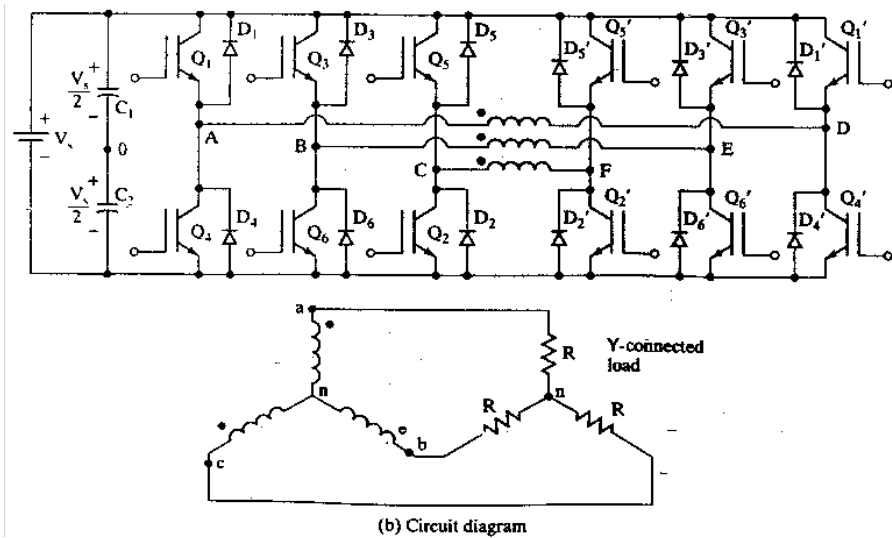 D1 D3 D5 D5' D3' D1'
Q1 Q3 Q5 Q5' Q3' Q1'
+
Vs/2 C1
−
+
Vs
−
0
A B C D E F
+
Vs/2 C2
−
Q4 D4 Q6 D6 Q2 D2 D2' Q2' D6' Q6' D4' Q4'
a
R
Y-connected
load
n n
R R
c b
(b) Circuit diagram